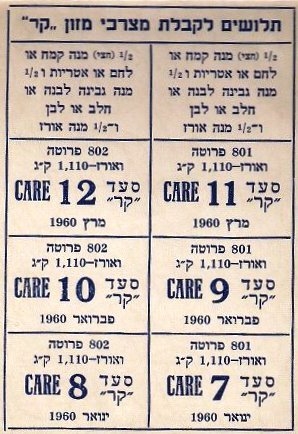 תלושים לקבלת מצרכי מזון „קר"
1/2 (חצי) מנה קמח או
לחם או אטריות ו 1/2
מנה גבינה לבנה או
חלב או לבן
ו־1/2 מנה אורז
1/2 (חצי) מנה קמח או
לחם או אטריות ו 1/2
מנה גבינה לבנה או
חלב או לבן
ו־1/2 מנה אורז
801 פרוטה
ואורז–1,110 ק״ג
סעד
„קר" 11 CARE
מרץ 1960
802 פרוטה
ואורז–1,110 ק״ג
סעד
„קר" 12 CARE
מרץ 1960
801 פרוטה
ואורז–1,110 ק״ג
סעד
„קר" 9 CARE
פברואר 1960
802 פרוטה
ואורז–1,110 ק״ג
סעד
„קר" 10 CARE
פברואר 1960
801 פרוטה
ואורז–1,110 ק״ג
סעד
„קר" 7 CARE
ינואר 1960
802 פרוטה
ואורז–1,110 ק״ג
סעד
„קר" 8 CARE
ינואר 1960